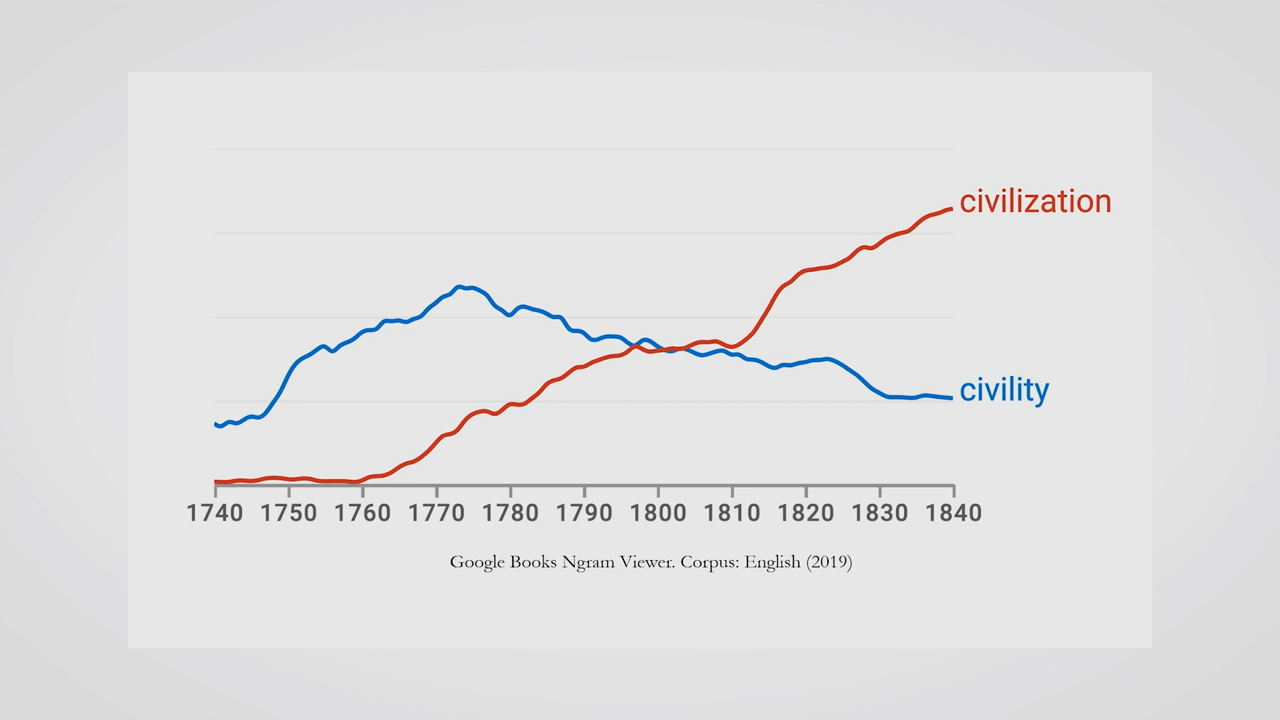 civilization
civility
1740 1750 1760 1770 1780 1790 1800 1810 1820 1830 1840
Google Books Ngram Viewer. Corpus: English (2019)